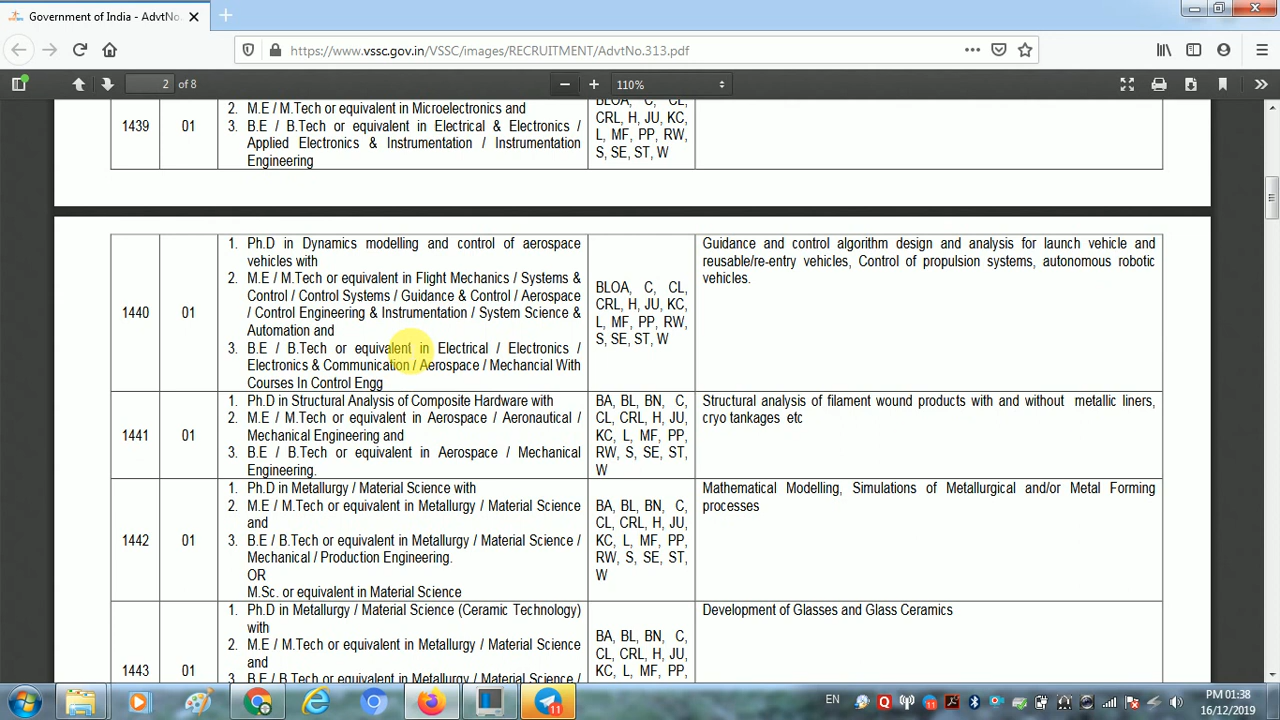 Government of India - AdvtNo.
https://www.vssc.gov.in/VSSC/images/RECRUITMENT/AdvtNo.313.pdf
2 of 8
110%
1439
01
2. M.E / M.Tech or equivalent in Microelectronics and
3. B.E / B.Tech or equivalent in Electrical & Electronics /
Applied Electronics & Instrumentation / Instrumentation
Engineering
BLOA, C, CL,
CRL, H, JU, KC,
L, MF, PP, RW,
S, SE, ST, W
1440
01
1. Ph.D in Dynamics modelling and control of aerospace
vehicles with
2. M.E / M.Tech or equivalent in Flight Mechanics / Systems &
Control / Control Systems / Guidance & Control / Aerospace
/ Control Engineering & Instrumentation / System Science &
Automation and
3. B.E / B.Tech or equivalent in Electrical / Electronics /
Electronics & Communication / Aerospace / Mechancial With
Courses In Control Engg
BLOA, C, CL,
CRL, H, JU, KC,
L, MF, PP, RW,
S, SE, ST, W
Guidance and control algorithm design and analysis for launch vehicle and
reusable/re-entry vehicles, Control of propulsion systems, autonomous robotic
vehicles.
1441
01
1. Ph.D in Structural Analysis of Composite Hardware with
2. M.E / M.Tech or equivalent in Aerospace / Aeronautical /
Mechanical Engineering and
3. B.E / B.Tech or equivalent in Aerospace / Mechanical
Engineering.
BA, BL, BN, C,
CL, CRL, H, JU,
KC, L, MF, PP,
RW, S, SE, ST,
W
Structural analysis of filament wound products with and without metallic liners,
cryo tankages etc
1442
01
1. Ph.D in Metallurgy / Material Science with
2. M.E / M.Tech or equivalent in Metallurgy / Material Science
and
3. B.E / B.Tech or equivalent in Metallurgy / Material Science /
Mechanical / Production Engineering.
OR
M.Sc. or equivalent in Material Science
BA, BL, BN, C,
CL, CRL, H, JU,
KC, L, MF, PP,
RW, S, SE, ST,
W
Mathematical Modelling, Simulations of Metallurgical and/or Metal Forming
processes
1443
01
1. Ph.D in Metallurgy / Material Science (Ceramic Technology)
with
2. M.E / M.Tech or equivalent in Metallurgy / Material Science
and
3. B.E / B.Tech or equivalent in Metallurgy / Material Science
BA, BL, BN, C,
CL, CRL, H, JU,
KC, L, MF, PP,
Development of Glasses and Glass Ceramics
11
EN
11
PM 01:38
16/12/2019